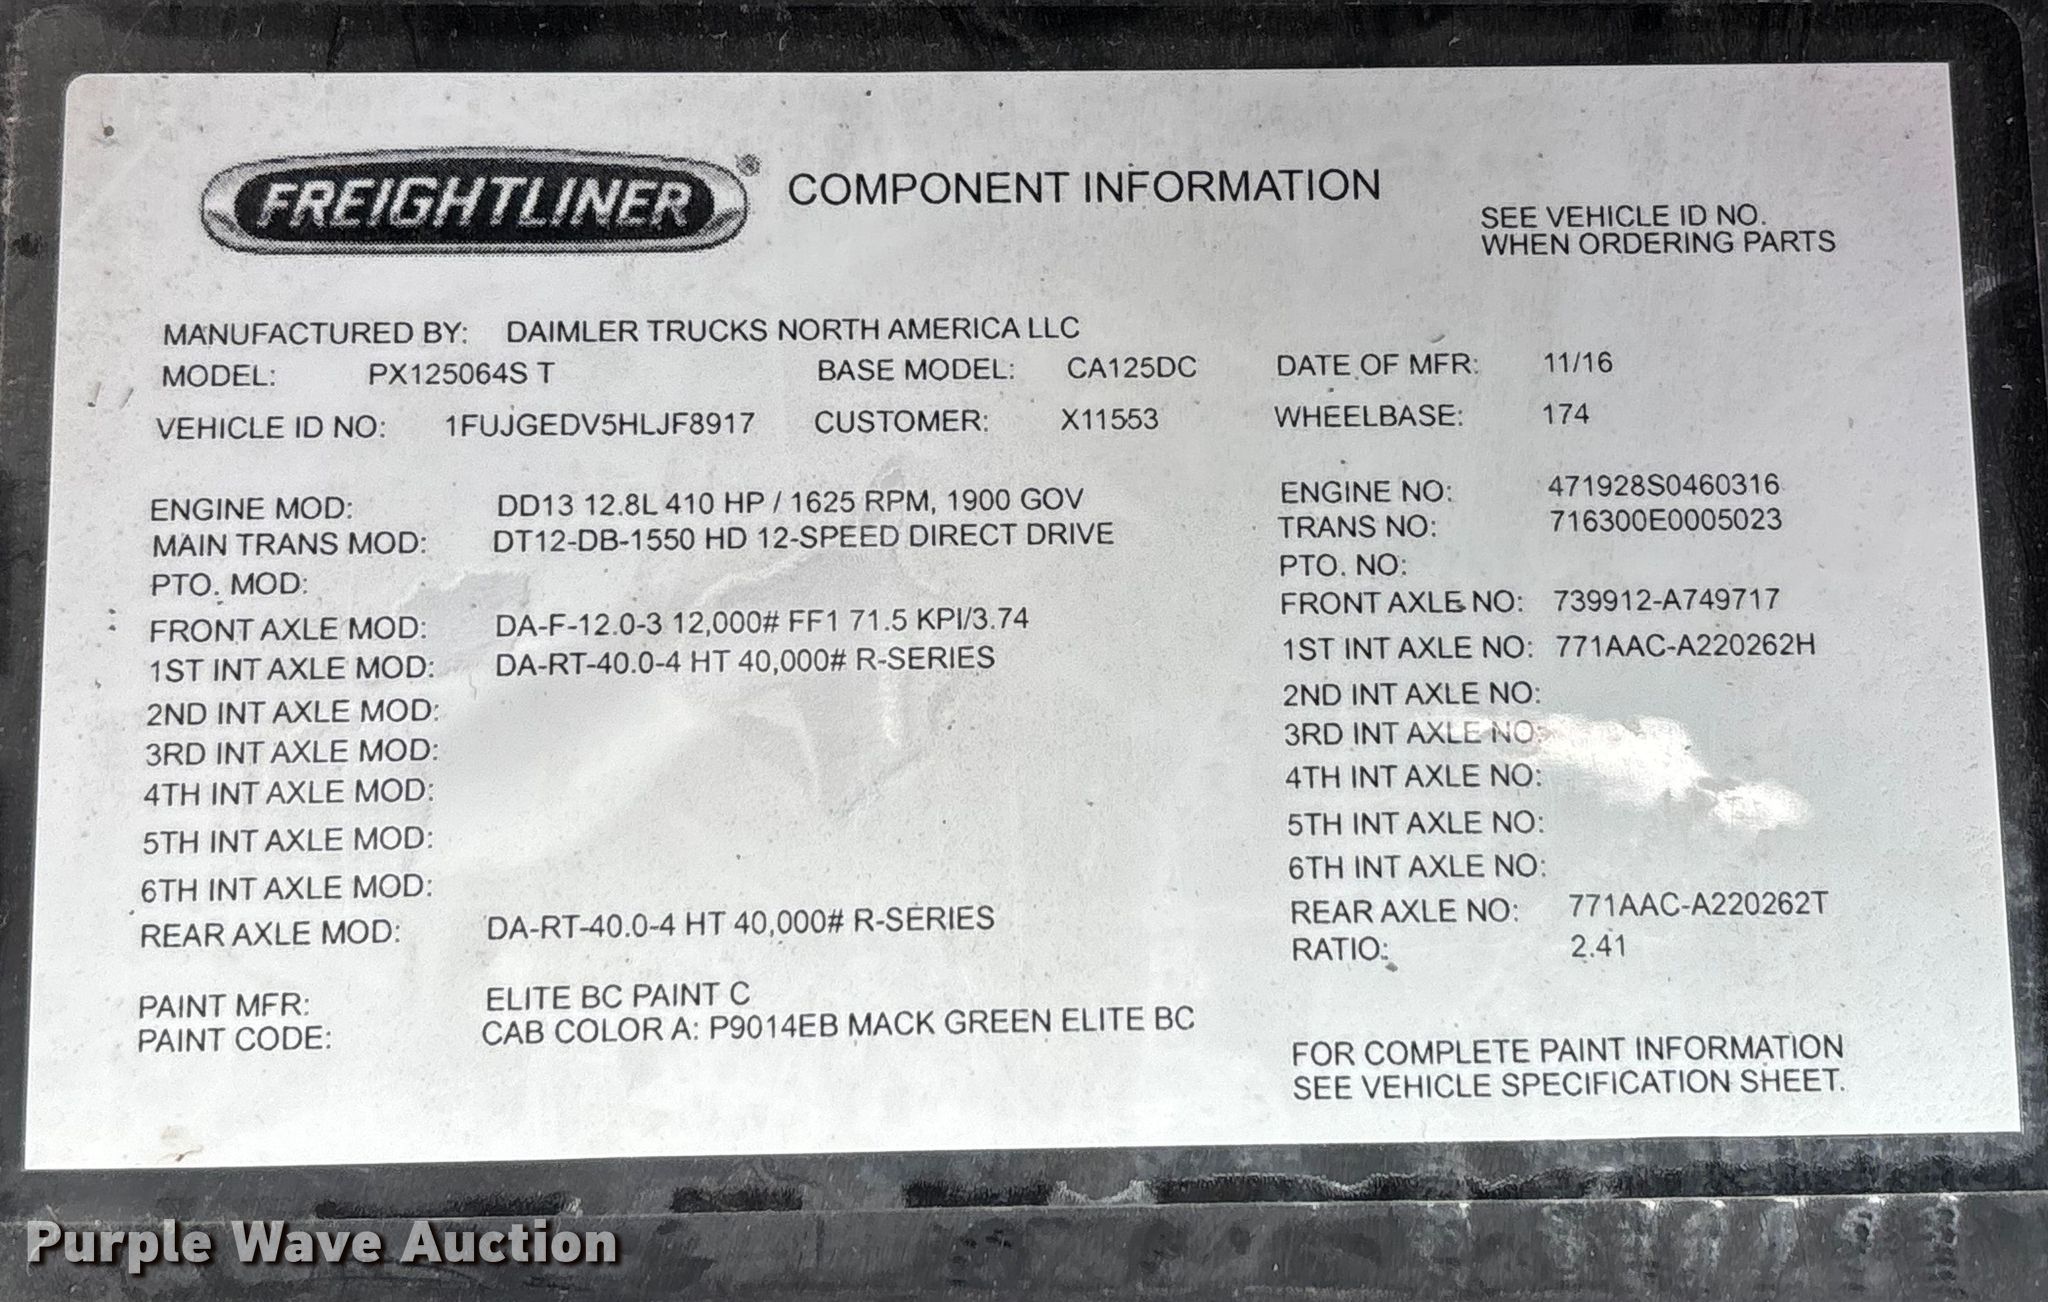 FREIGHTLINER® COMPONENT INFORMATION
SEE VEHICLE ID NO.
WHEN ORDERING PARTS
MANUFACTURED BY: DAIMLER TRUCKS NORTH AMERICA LLC
MODEL: PX125064S T BASE MODEL: CA125DC DATE OF MFR: 11/16
VEHICLE ID NO: 1FUJGEDV5HLJF8917 CUSTOMER: X11553 WHEELBASE: 174
ENGINE MOD: DD13 12.8L 410 HP / 1625 RPM, 1900 GOV ENGINE NO: 471928S0460316
MAIN TRANS MOD: DT12-DB-1550 HD 12-SPEED DIRECT DRIVE TRANS NO: 716300E0005023
PTO. MOD: PTO. NO:
FRONT AXLE MOD: DA-F-12.0-3 12,000# FF1 71.5 KPI/3.74 FRONT AXLE NO: 739912-A749717
1ST INT AXLE MOD: DA-RT-40.0-4 HT 40,000# R-SERIES 1ST INT AXLE NO: 771AAC-A220262H
2ND INT AXLE MOD: 2ND INT AXLE NO:
3RD INT AXLE MOD: 3RD INT AXLE NO:
4TH INT AXLE MOD: 4TH INT AXLE NO:
5TH INT AXLE MOD: 5TH INT AXLE NO:
6TH INT AXLE MOD: 6TH INT AXLE NO:
REAR AXLE MOD: DA-RT-40.0-4 HT 40,000# R-SERIES REAR AXLE NO: 771AAC-A220262T
RATIO: 2.41
PAINT MFR: ELITE BC PAINT C
PAINT CODE: CAB COLOR A: P9014EB MACK GREEN ELITE BC
FOR COMPLETE PAINT INFORMATION
SEE VEHICLE SPECIFICATION SHEET.
Purple Wave Auction